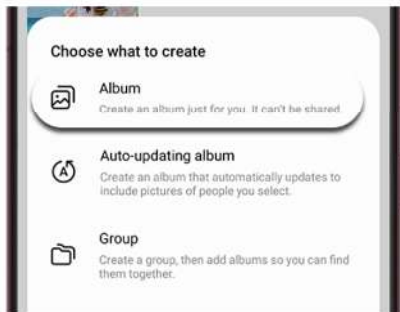 Choose what to create
Album
Create an album just for you. It can't be shared
Auto-updating album
Create an album that automatically updates to
include pictures of people you select.
Group
Create a group, then add albums so you can find
them together.